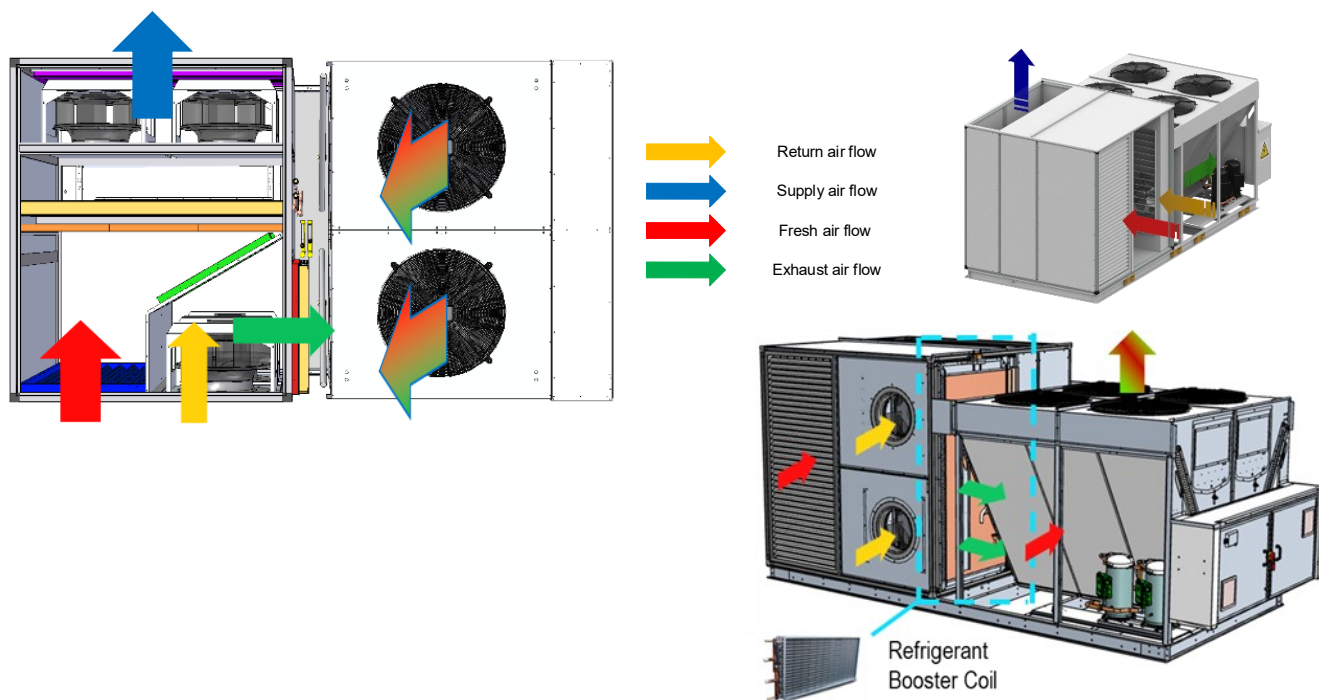 Return air flow
Supply air flow
Fresh air flow
Exhaust air flow
Refrigerant
Booster Coil